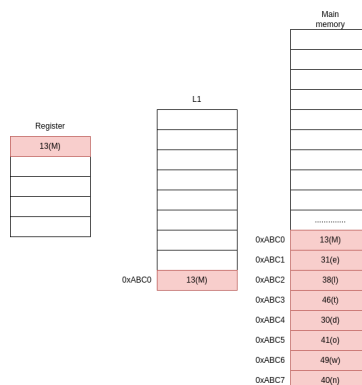 Main
memory
L1
Register
13(M)
..............
0xABC0 13(M)
0xABC0 13(M)
0xABC1 31(e)
0xABC2 38(l)
0xABC3 46(t)
0xABC4 30(d)
0xABC5 41(o)
0xABC6 49(w)
0xABC7 40(n)